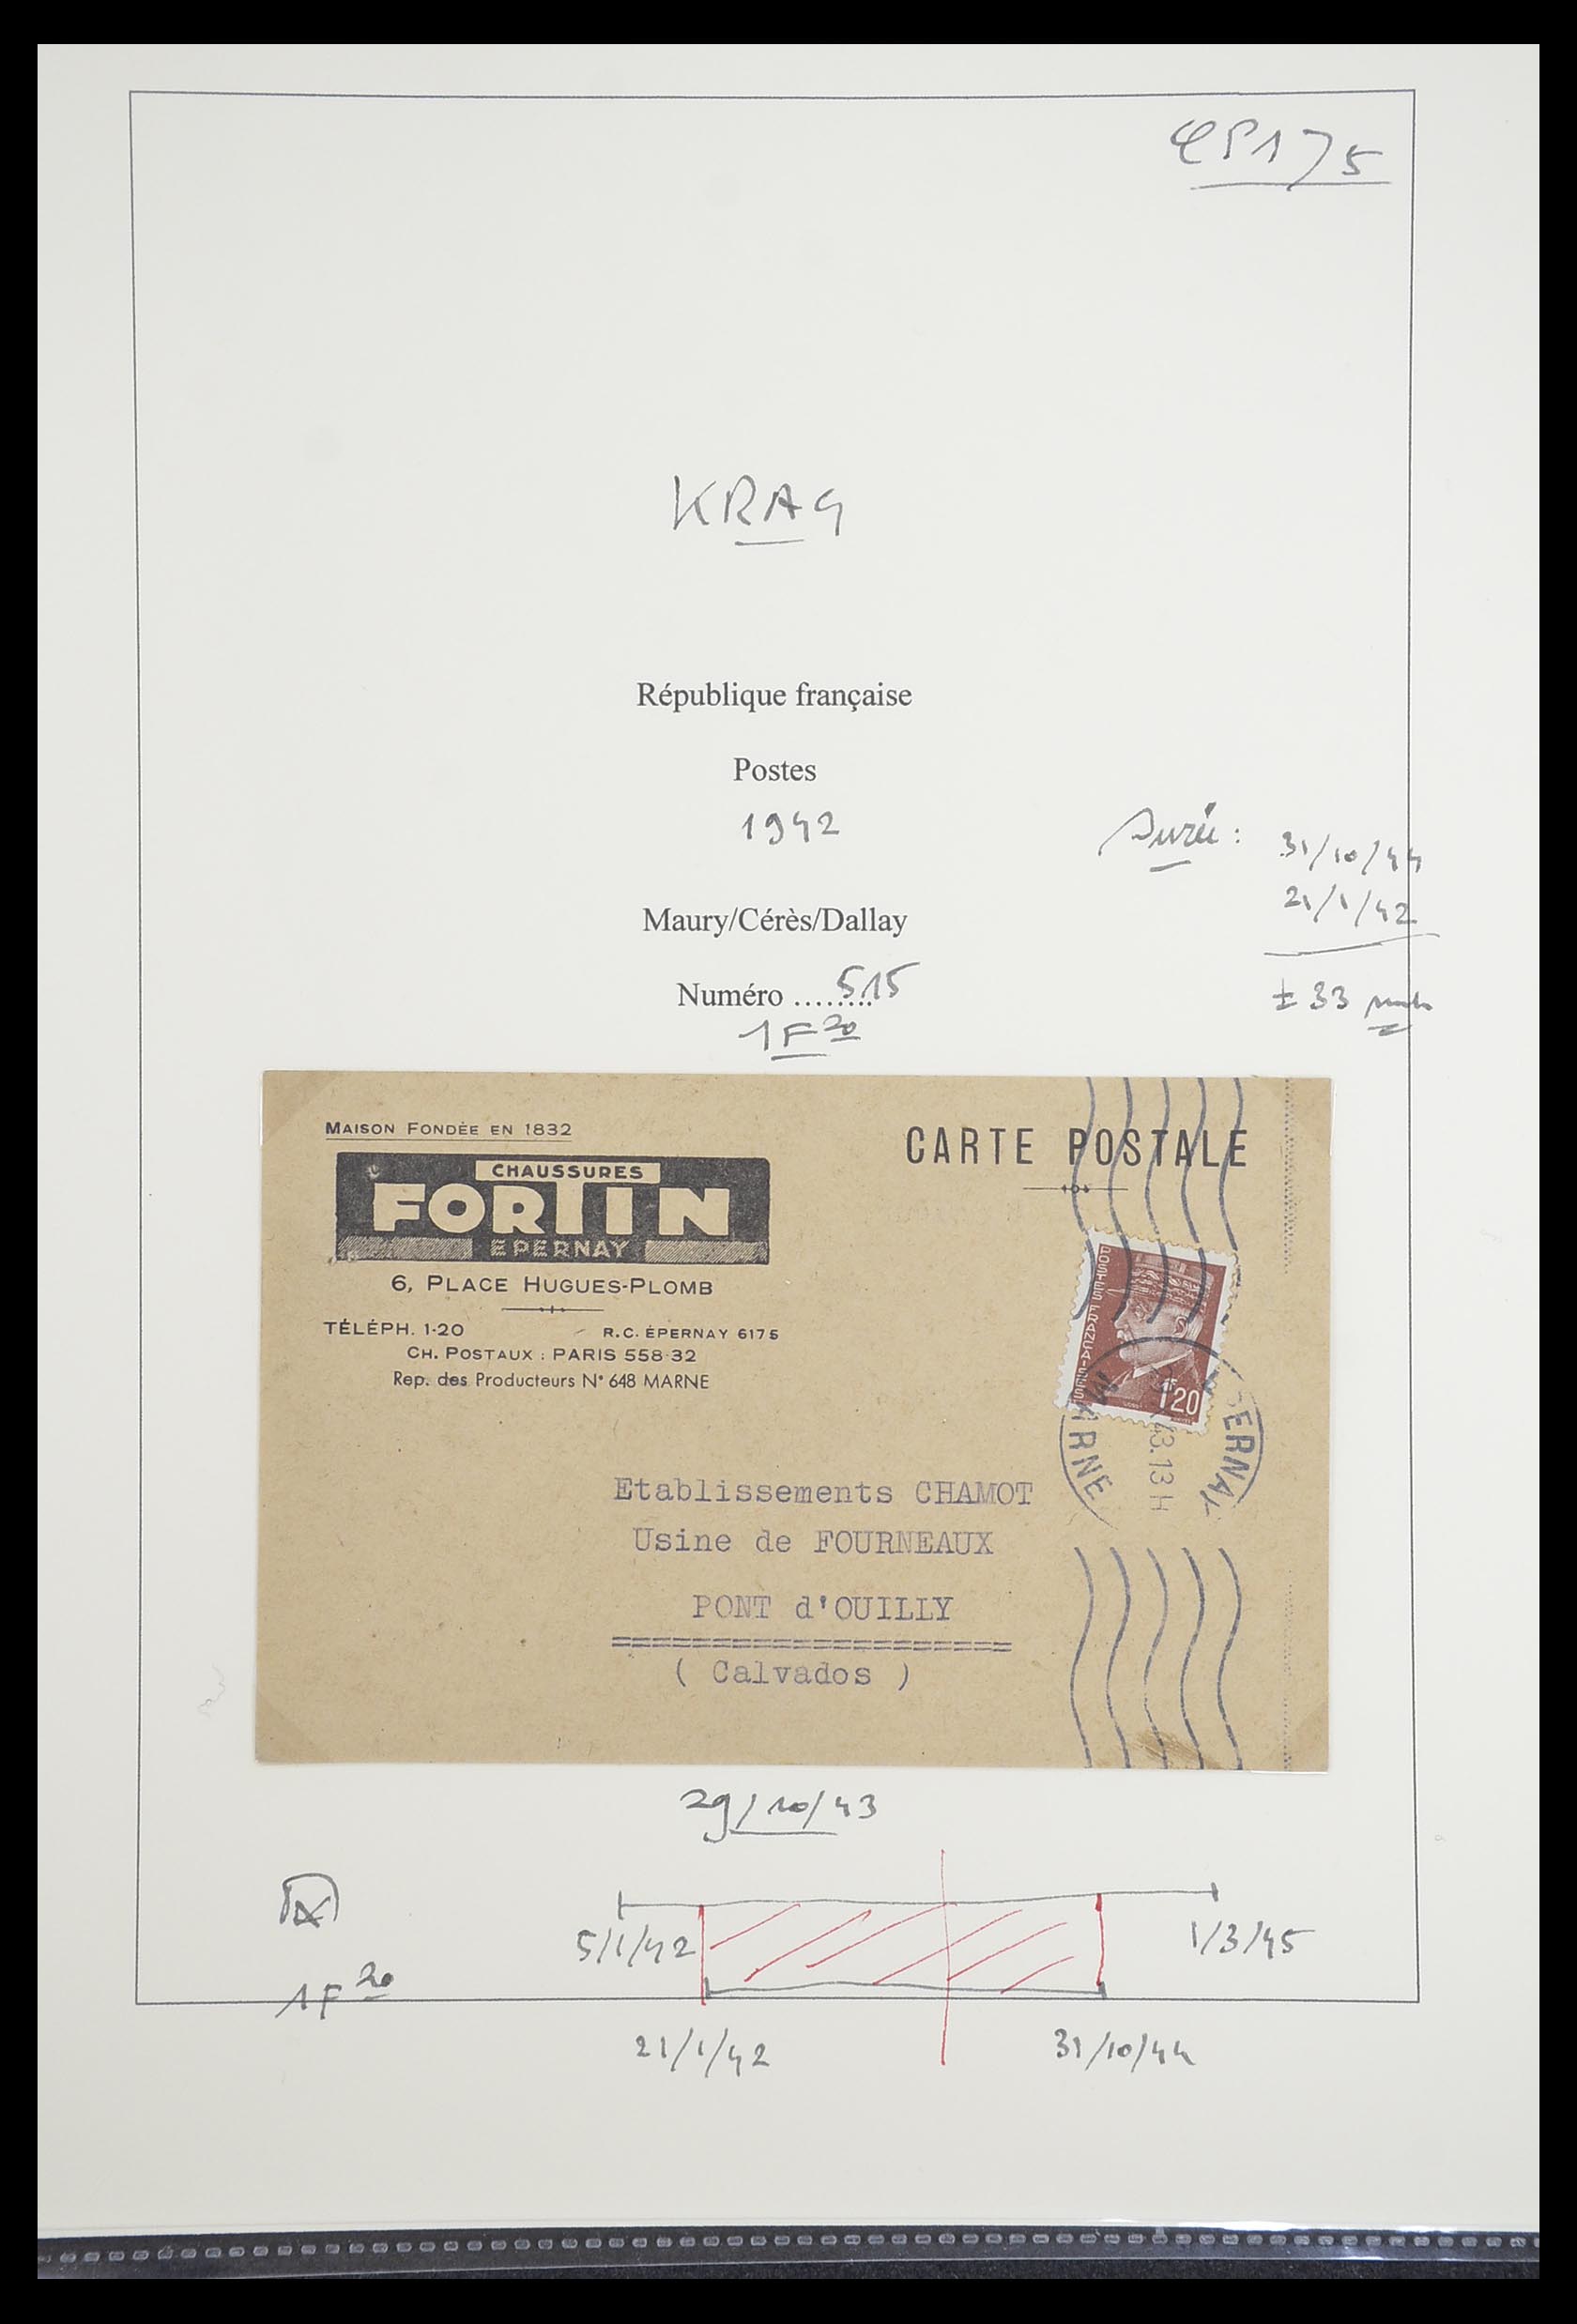 KRAG
République française
Postes
1942
Durée :
31/10/44
21/1/42
± 33 mois
Maury/Cérès/Dallay
Numéro ........ 515
1F20
MAISON FONDÉE EN 1832
CHAUSSURES
FORTIN
EPERNAY
6, PLACE HUGUES-PLOMB
TÉLÉPH. 1-20 R.C. ÉPERNAY 6175
CH. POSTAUX : PARIS 558-32
Rep. des Producteurs N° 648 MARNE
CARTE POSTALE
POSTES FRANÇAISES
1F20
43.13 H
Etablissements CHAMOT
Usine de FOURNEAUX
PONT d'OUILLY
====================
( Calvados )
29/10/43
5/1/42 1/3/45
1F20
21/1/42 31/10/44